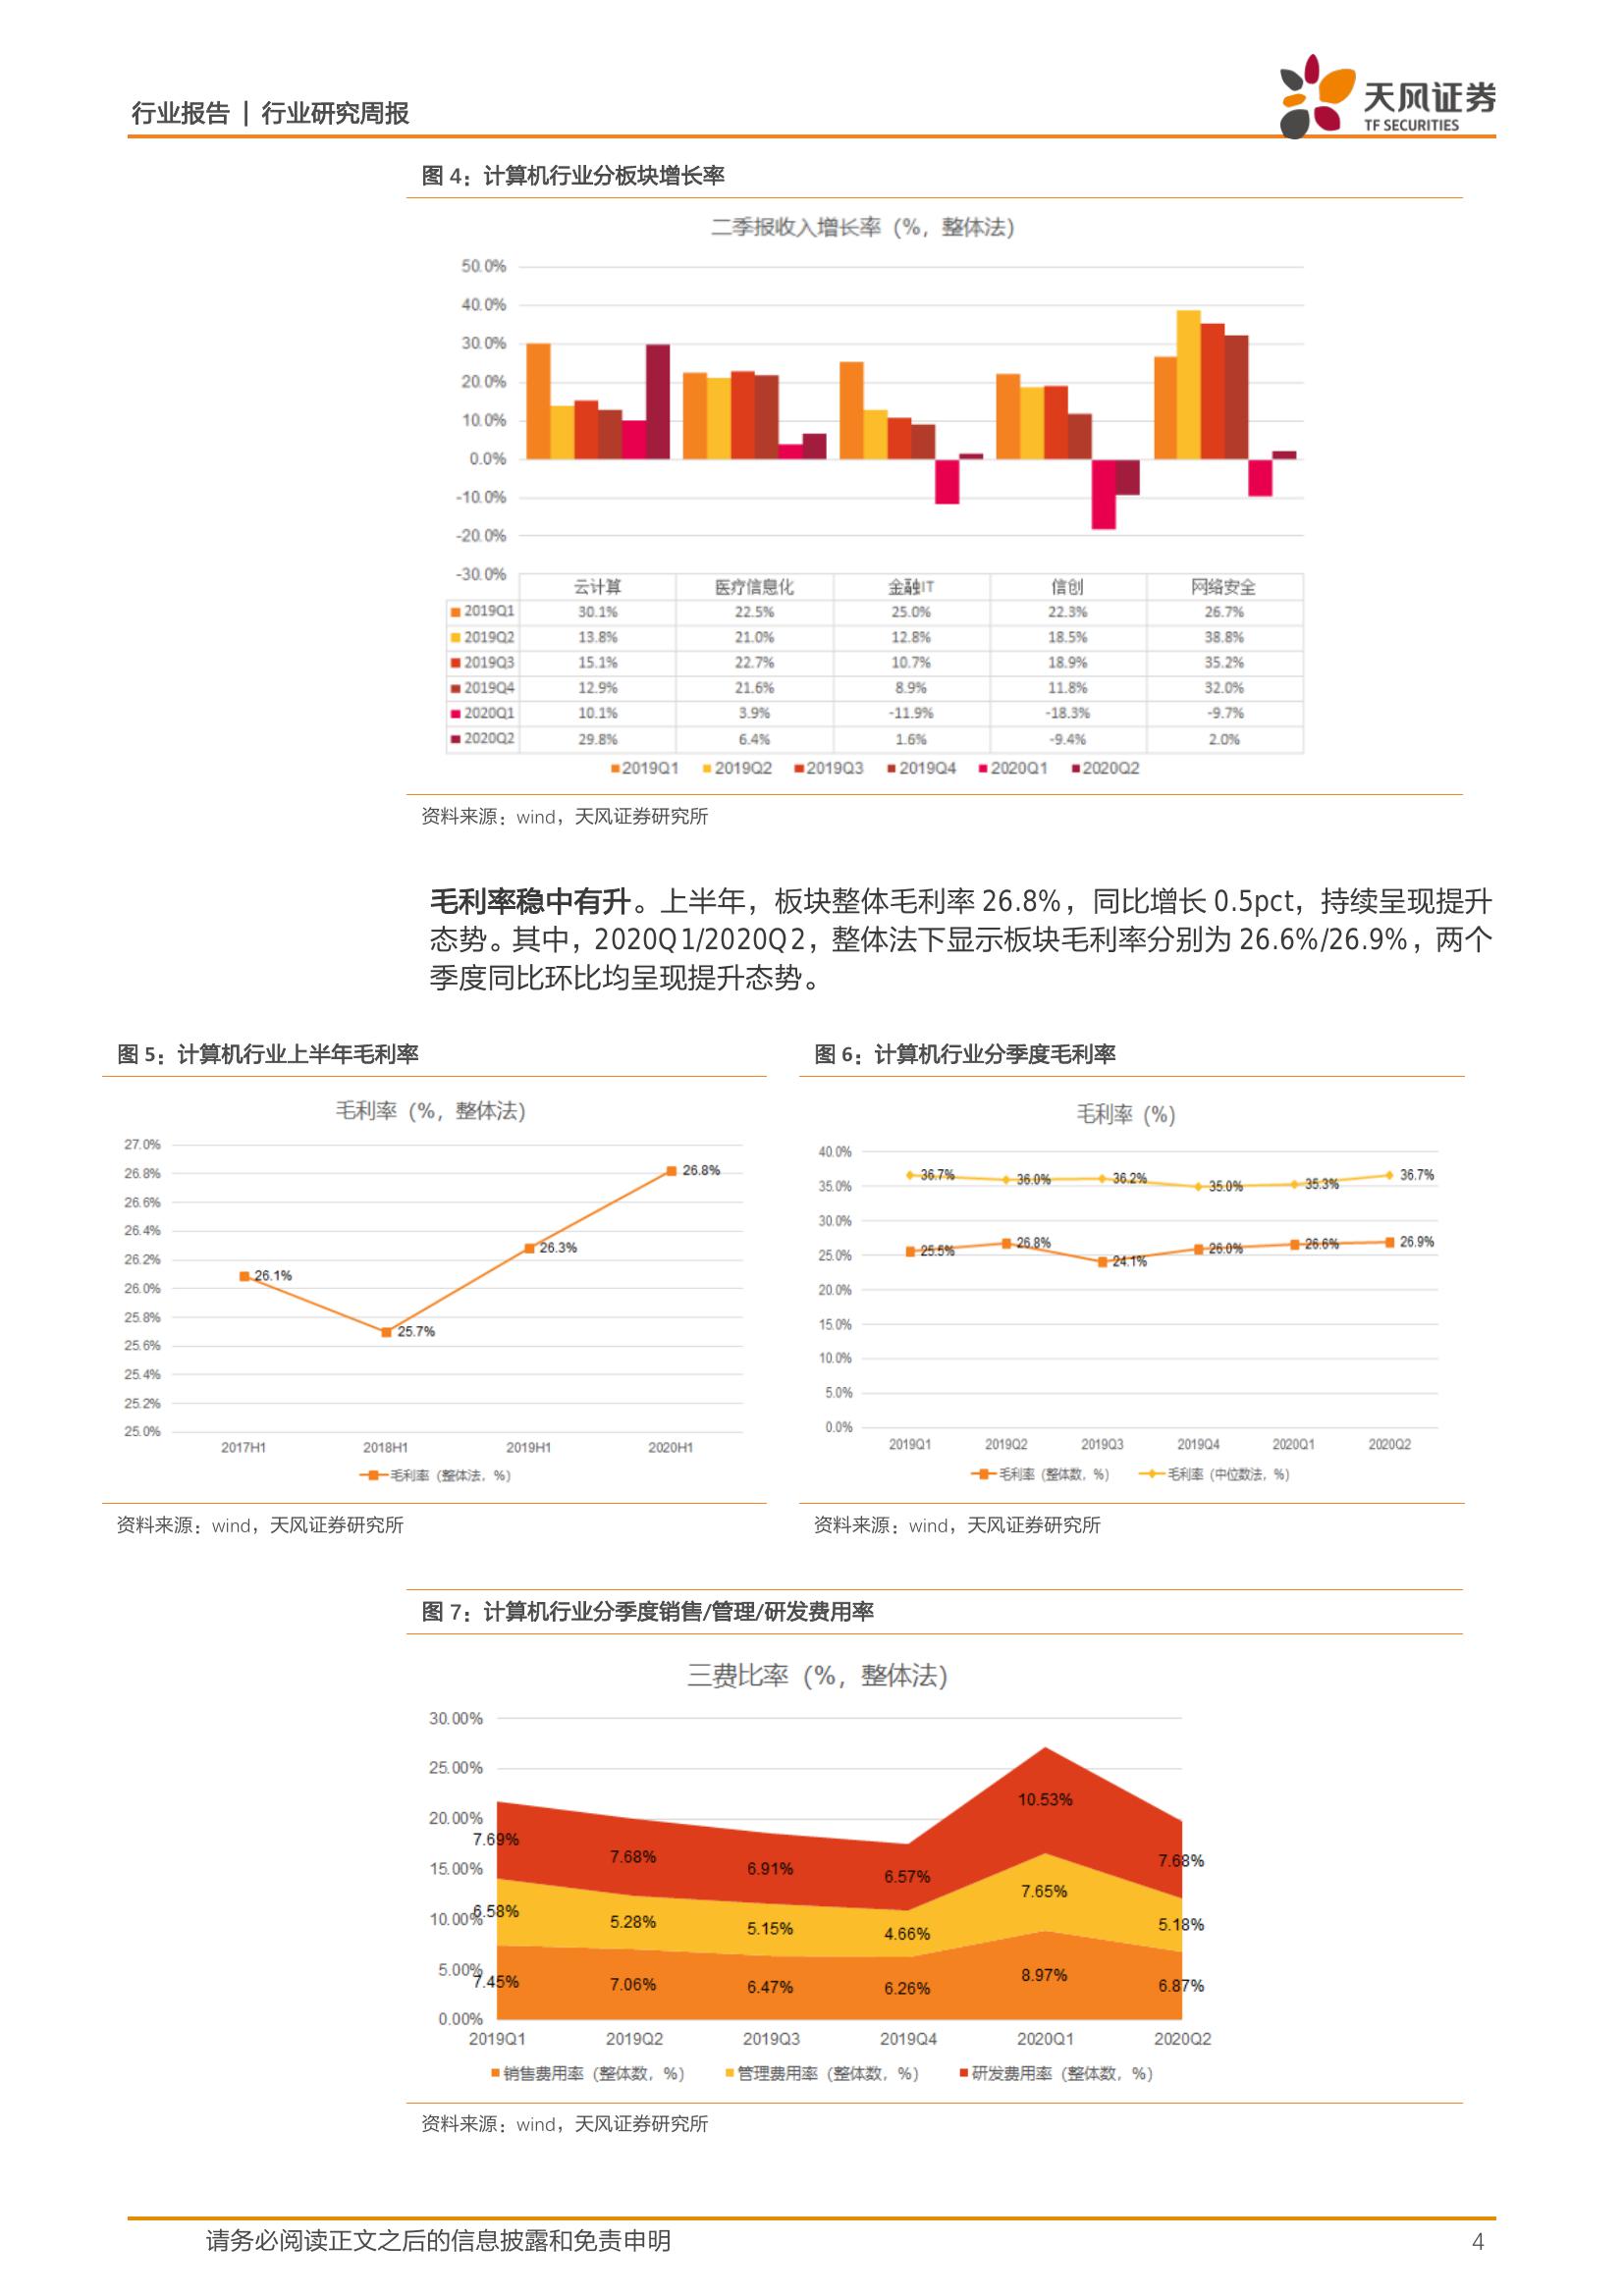 行业报告 | 行业研究周报
天风证券
TF SECURITIES
图 4：计算机行业分板块增长率
二季报收入增长率（%，整体法）
50.0%
40.0%
30.0%
20.0%
10.0%
0.0%
-10.0%
-20.0%
-30.0%
云计算 医疗信息化 金融IT 信创 网络安全
2019Q1 30.1% 22.5% 25.0% 22.3% 26.7%
2019Q2 13.8% 21.0% 12.8% 18.5% 38.8%
2019Q3 15.1% 22.7% 10.7% 18.9% 35.2%
2019Q4 12.9% 21.6% 8.9% 11.8% 32.0%
2020Q1 10.1% 3.9% -11.9% -18.3% -9.7%
2020Q2 29.8% 6.4% 1.6% -9.4% 2.0%
2019Q1 2019Q2 2019Q3 2019Q4 2020Q1 2020Q2
资料来源：wind，天风证券研究所
毛利率稳中有升。上半年，板块整体毛利率 26.8%，同比增长 0.5pct，持续呈现提升
态势。其中，2020Q1/2020Q2，整体法下显示板块毛利率分别为 26.6%/26.9%，两个
季度同比环比均呈现提升态势。
图 5：计算机行业上半年毛利率
毛利率（%，整体法）
27.0%
26.8%
26.6%
26.4%
26.2%
26.0%
25.8%
25.6%
25.4%
25.2%
25.0%
26.1%
25.7%
26.3%
26.8%
2017H1 2018H1 2019H1 2020H1
毛利率（整体法，%）
资料来源：wind，天风证券研究所
图 6：计算机行业分季度毛利率
毛利率（%）
40.0%
35.0%
30.0%
25.0%
20.0%
15.0%
10.0%
5.0%
0.0%
36.7% 36.0% 36.2% 35.0% 35.3% 36.7%
25.5% 26.8% 24.1% 26.0% 26.6% 26.9%
2019Q1 2019Q2 2019Q3 2019Q4 2020Q1 2020Q2
毛利率（整体数，%） 毛利率（中位数法，%）
资料来源：wind，天风证券研究所
图 7：计算机行业分季度销售/管理/研发费用率
三费比率（%，整体法）
30.00%
25.00%
20.00%
15.00%
10.00%
5.00%
0.00%
7.69% 7.68% 6.91% 6.57% 10.53% 7.68%
6.58% 5.28% 5.15% 4.66% 7.65% 5.18%
7.45% 7.06% 6.47% 6.26% 8.97% 6.87%
2019Q1 2019Q2 2019Q3 2019Q4 2020Q1 2020Q2
销售费用率（整体数，%） 管理费用率（整体数，%） 研发费用率（整体数，%）
资料来源：wind，天风证券研究所
请务必阅读正文之后的信息披露和免责申明 4